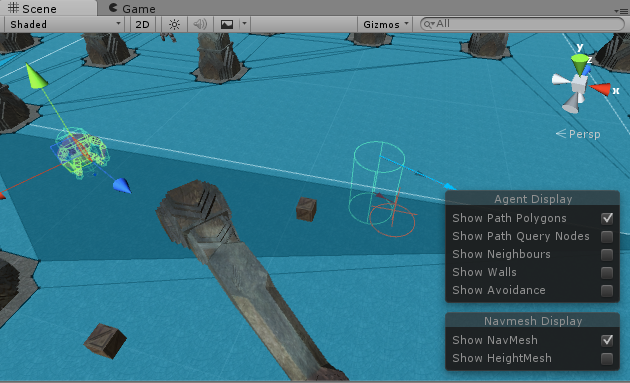 Scene
Game
Shaded
2D
Gizmos
All
y
z
x
Persp
Agent Display
Show Path Polygons
Show Path Query Nodes
Show Neighbours
Show Walls
Show Avoidance
Navmesh Display
Show NavMesh
Show HeightMesh